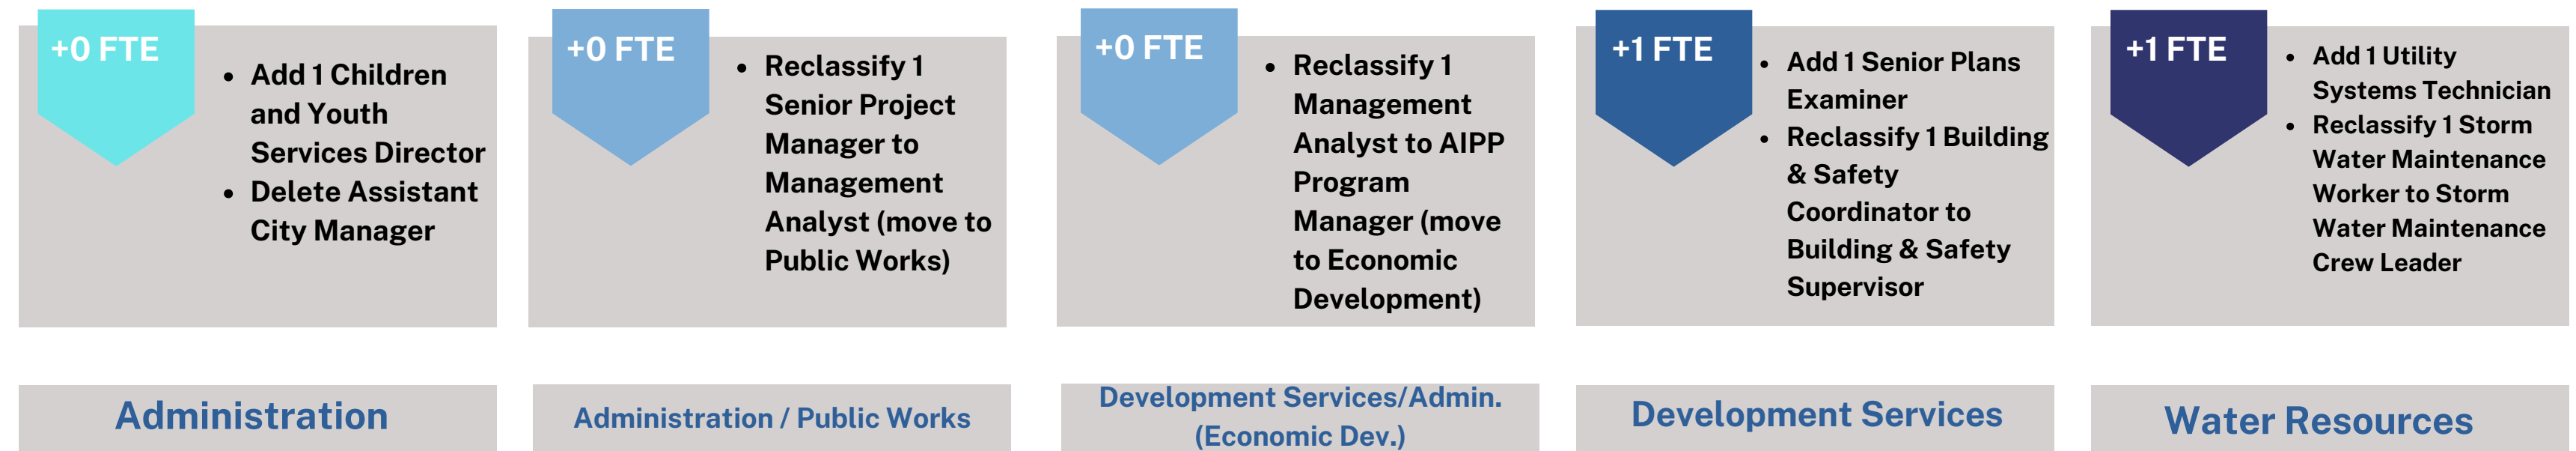 +0 FTE
• Add 1 Children
and Youth
Services Director
• Delete Assistant
City Manager
Administration
+0 FTE
• Reclassify 1
Senior Project
Manager to
Management
Analyst (move to
Public Works)
Administration / Public Works
+0 FTE
• Reclassify 1
Management
Analyst to AIPP
Program
Manager (move
to Economic
Development)
Development Services/Admin.
(Economic Dev.)
+1 FTE
• Add 1 Senior Plans
Examiner
• Reclassify 1 Building
& Safety
Coordinator to
Building & Safety
Supervisor
Development Services
+1 FTE
• Add 1 Utility
Systems Technician
• Reclassify 1 Storm
Water Maintenance
Worker to Storm
Water Maintenance
Crew Leader
Water Resources